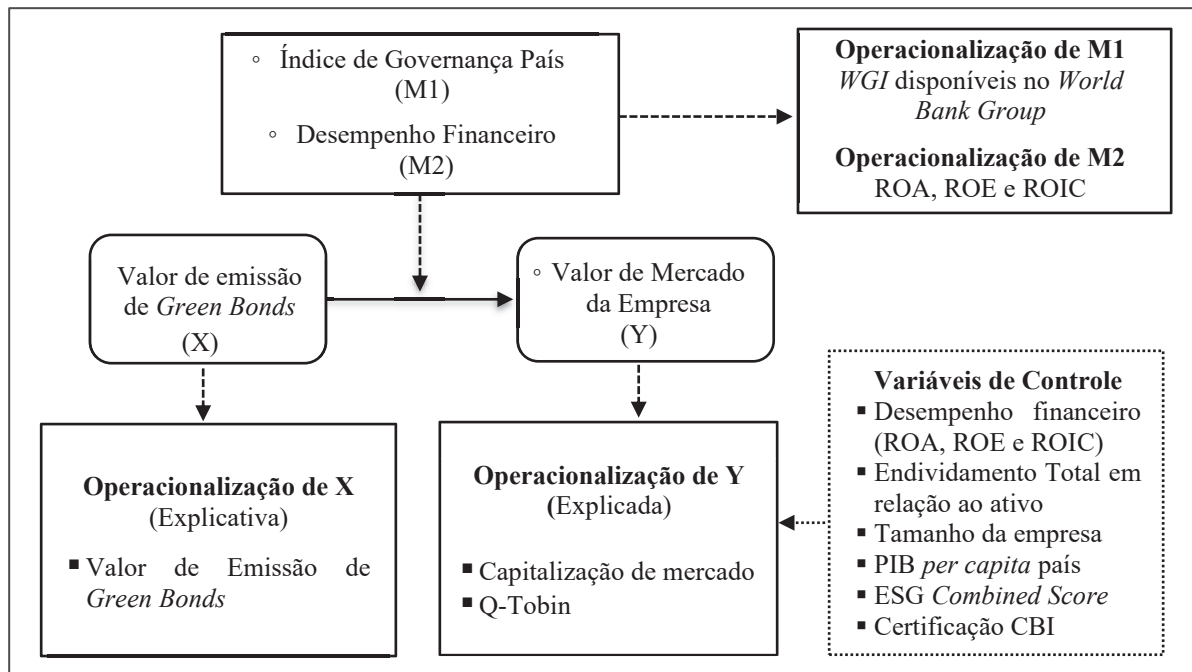 ◦ Índice de Governança País
(M1)
◦ Desempenho Financeiro
(M2)
Operacionalização de M1
WGI disponíveis no World
Bank Group
Operacionalização de M2
ROA, ROE e ROIC
Valor de emissão
de Green Bonds
(X)
◦ Valor de Mercado
da Empresa
(Y)
Operacionalização de X
(Explicativa)
▪ Valor de Emissão de
Green Bonds
Operacionalização de Y
(Explicada)
▪ Capitalização de mercado
▪ Q-Tobin
Variáveis de Controle
▪ Desempenho financeiro
(ROA, ROE e ROIC)
▪ Endividamento Total em
relação ao ativo
▪ Tamanho da empresa
▪ PIB per capita país
▪ ESG Combined Score
▪ Certificação CBI